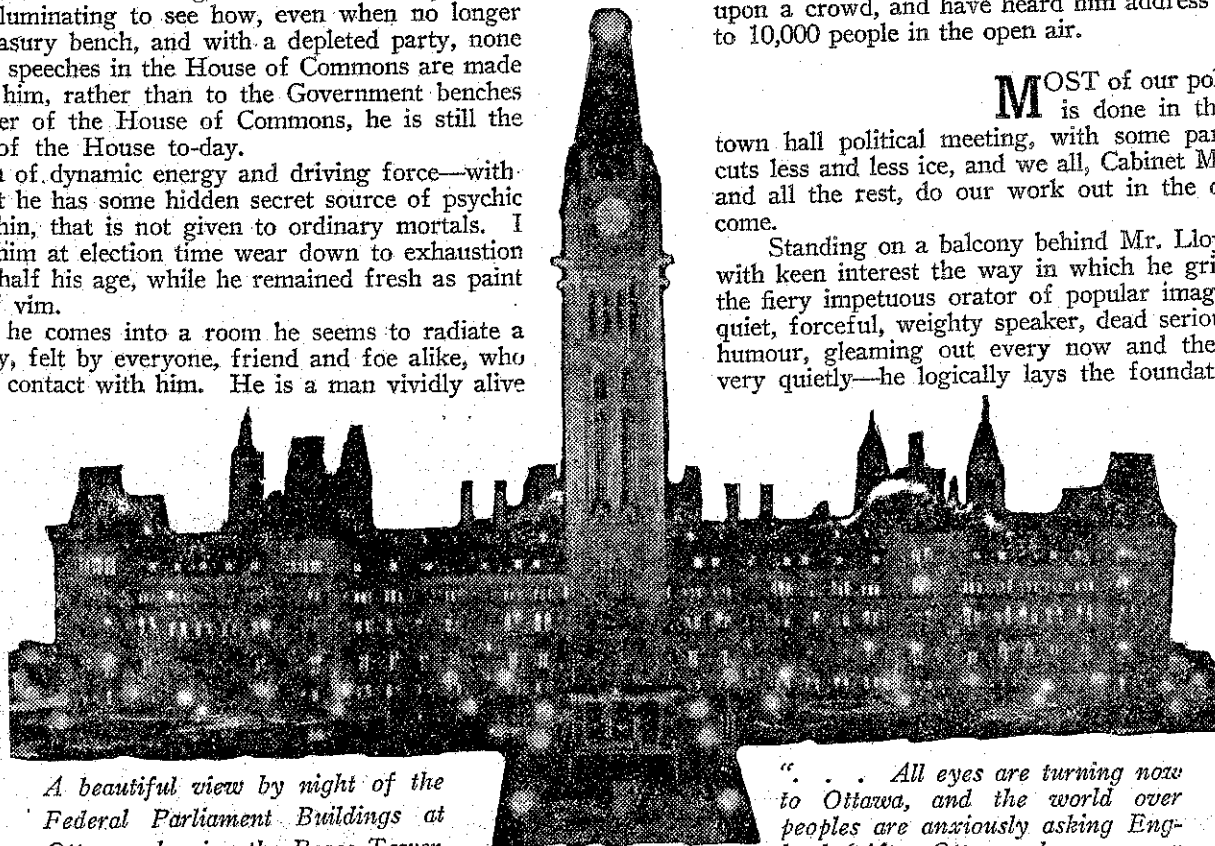 luminating to see how, even when no longer
asury bench, and with a depleted party, none
speeches in the House of Commons are made
him, rather than to the Government benches
er of the House of Commons, he is still the
of the House to-day.
of dynamic energy and driving force—with
t he has some hidden secret source of psychic
hin, that is not given to ordinary mortals. I
him at election time wear down to exhaustion
half his age, while he remained fresh as paint
vim.
he comes into a room he seems to radiate a
y, felt by everyone, friend and foe alike, who
contact with him. He is a man vividly alive
A beautiful view by night of the
Federal Parliament Buildings at
upon a crowd, and have heard him address
to 10,000 people in the open air.
MOST of our pol
is done in th
town hall political meeting, with some par
cuts less and less ice, and we all, Cabinet M
and all the rest, do our work out in the o
come.
Standing on a balcony behind Mr. Llo
with keen interest the way in which he gri
the fiery impetuous orator of popular imag
quiet, forceful, weighty speaker, dead seriou
humour, gleaming out every now and the
very quietly—he logically lays the foundat
". . . All eyes are turning now
to Ottawa, and the world over
peoples are anxiously asking Eng-